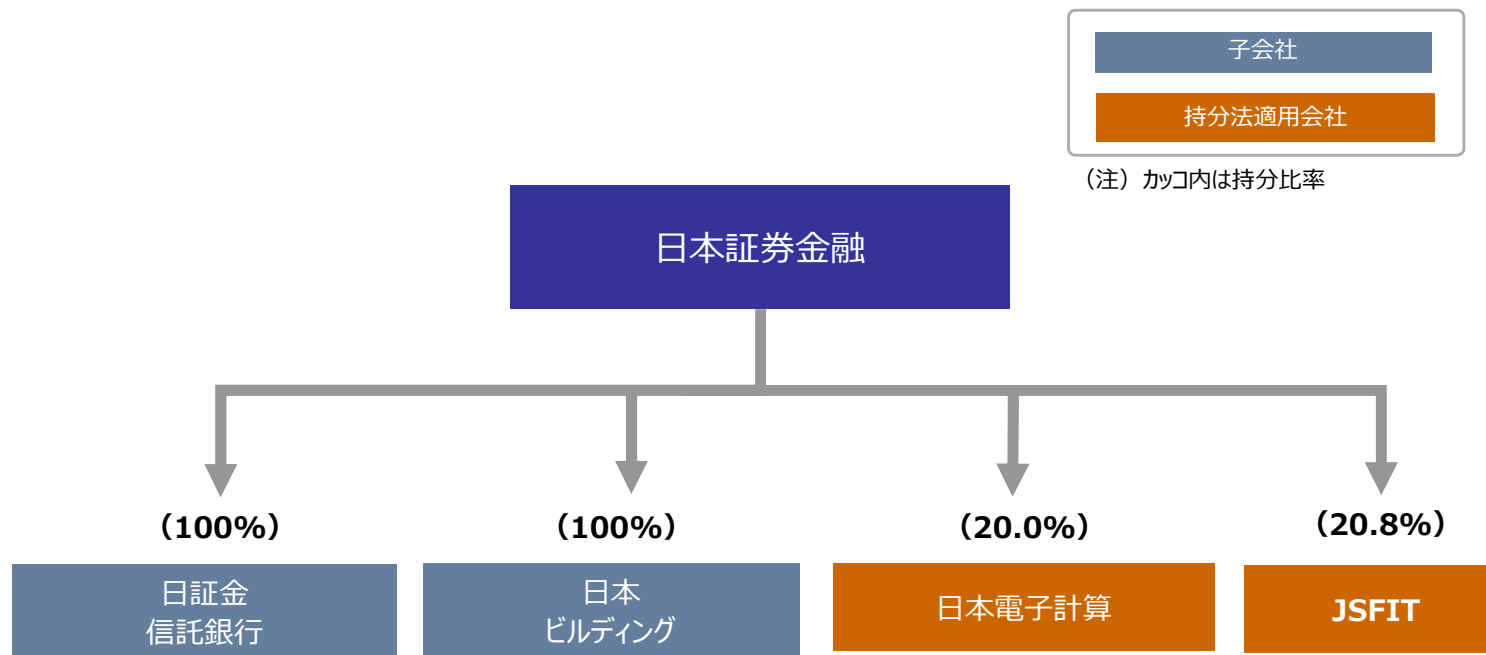 子会社
持分法適用会社
（注）カッコ内は持分比率
日本証券金融
（100%）
（100%）
（20.0%）
（20.8%）
日証金
信託銀行
日本
ビルディング
日本電子計算
JSFIT